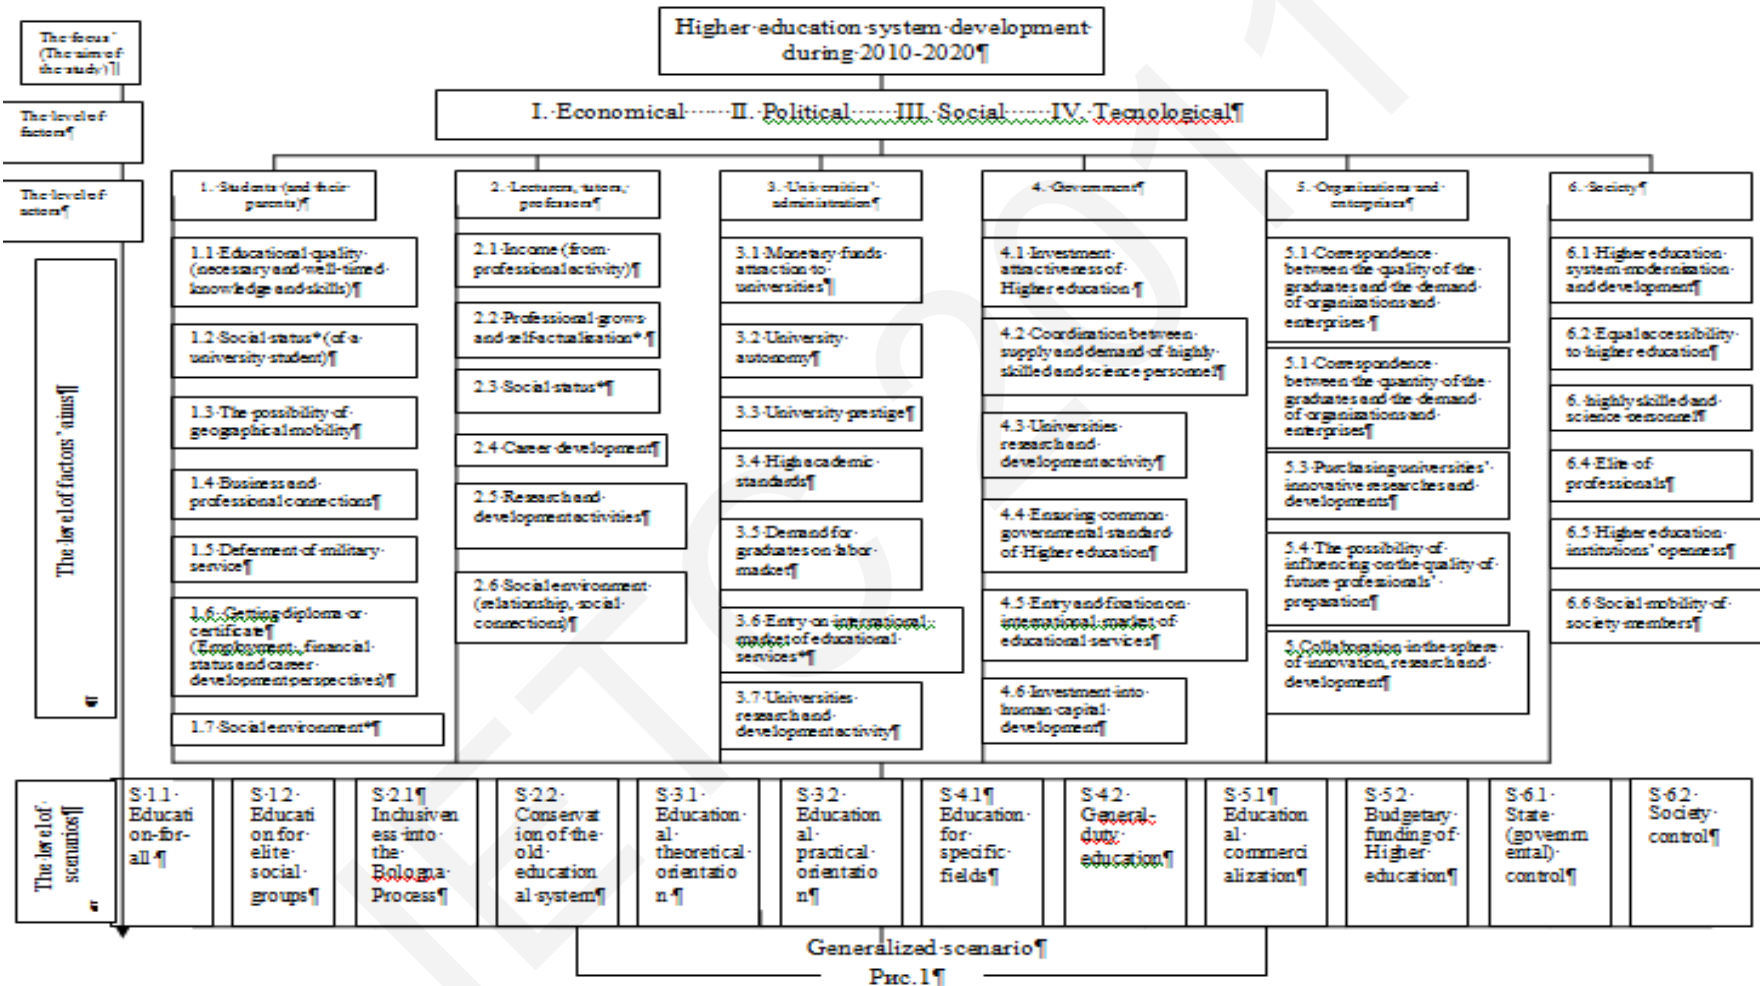 The focus
(The aim of
the study)¶
Higher·education·system·development·
during·2010-2020¶
The·level·of·
factors¶
I.·Economical·······II.·Political·······III.·Social·······IV.·Tecnological¶
The·level·of·
actors¶
1.·Students·(and·their·
parents)¶
2.·Lecturers,·tutors,·
professors¶
3.·Universities'·
administration¶
4.·Government¶
5.·Organizations·and·
enterprises¶
6.·Society¶
The·level·of·factors'·aims¶
¶
1.1·Educational·quality·
(necessary·and·well-timed·
knowledge·and·skills)¶
1.2·Social·status*·(of·a·
university·student)¶
1.3·The·possibility·of·
geographical·mobility¶
1.4·Business·and·
professional·connections¶
1.5·Deferment·of·military·
service¶
1.6.·Getting·diploma·or·
certificate¶
(Employment,·financial·
status·and·career·
development·perspectives)¶
1.7·Social·environment*¶
2.1·Income·(from·
professional·activity)¶
2.2·Professional·grows·
and·self-actualization*·¶
2.3·Social·status*¶
2.4·Career·development¶
2.5·Research·and·
development·activities¶
2.6·Social·environment·
(relationship,·social·
connections)¶
3.1·Monetary·funds·
attraction·to·
universities¶
3.2·University·
autonomy¶
3.3·University·prestige¶
3.4·High·academic·
standards¶
3.5·Demand·for·
graduates·on·labor·
market¶
3.6·Entry·on·international·
market·of·educational·
services*¶
3.7·Universities·
research·and·
development·activity¶
4.1·Investment·
attractiveness·of·
Higher·education·¶
4.2·Coordination·between·
supply·and·demand·of·highly·
skilled·and·science·personnel¶
4.3·Universities·
research·and·
development·activity¶
4.4·Ensuring·common·
governmental·standard·
of·Higher·education¶
4.5·Entry·and·fixation·on·
international·market·of·
educational·services¶
4.6·Investment·into·
human·capital·
development¶
5.1·Correspondence·
between·the·quality·of·the·
graduates·and·the·demand·
of·organizations·and·
enterprises·¶
5.1·Correspondence·
between·the·quantity·of·the·
graduates·and·the·demand·
of·organizations·and·
enterprises¶
5.3·Purchasing·universities'·
innovative·researches·and·
developments¶
5.4·The·possibility·of·
influencing·on·the·quality·of·
future·professionals'·
preparation¶
5.Collaboration·in·the·sphere·
of·innovation,·research·and·
development¶
6.1·Higher·education·
system·modernization·
and·development¶
6.2·Equal·accessibility·
to·higher·education¶
6.·highly·skilled·and·
science·personnel¶
6.4·Elite·of·
professionals¶
6.5·Higher·education·
institutions'·openness¶
6.6·Social·mobility·of·
society·members¶
The·level·of·
scenarios¶
¶
S·1.1·
Educati
on-for-
all·¶
S·1.2·
Educati
on·for·
elite·
social·
groups¶
S·2.1¶
Inclusiven
ess·into·
the·
Bologna·
Process¶
S·2.2·
Conservat
ion·of·the·
old·
education
al·system¶
S·3.1·
Education
al·
theoretical·
orientatio
n·¶
S·3.2·
Education
al·
practical·
orientatio
n¶
S·4.1¶
Education·
for·
specific·
fields¶
S·4.2·
General-
duty·
education¶
S·5.1¶
Education
al·
commerci
alization¶
S·5.2·
Budgetary·
funding·of·
Higher·
education¶
S·6.1·
State·
(governm
ental)·
control¶
S·6.2·
Society·
control¶
Generalized·scenario¶
Рис.1¶
IETC 2011